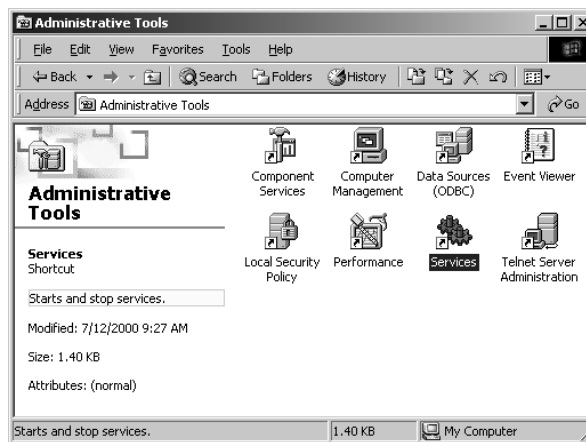 Administrative Tools
File Edit View Favorites Tools Help
Back Search Folders History
Address Administrative Tools Go
Administrative
Tools
Services
Shortcut
Starts and stop services.
Modified: 7/12/2000 9:27 AM
Size: 1.40 KB
Attributes: (normal)
Component
Services
Computer
Management
Data Sources
(ODBC)
Event Viewer
Local Security
Policy
Performance
Services
Telnet Server
Administration
Starts and stop services. 1.40 KB My Computer